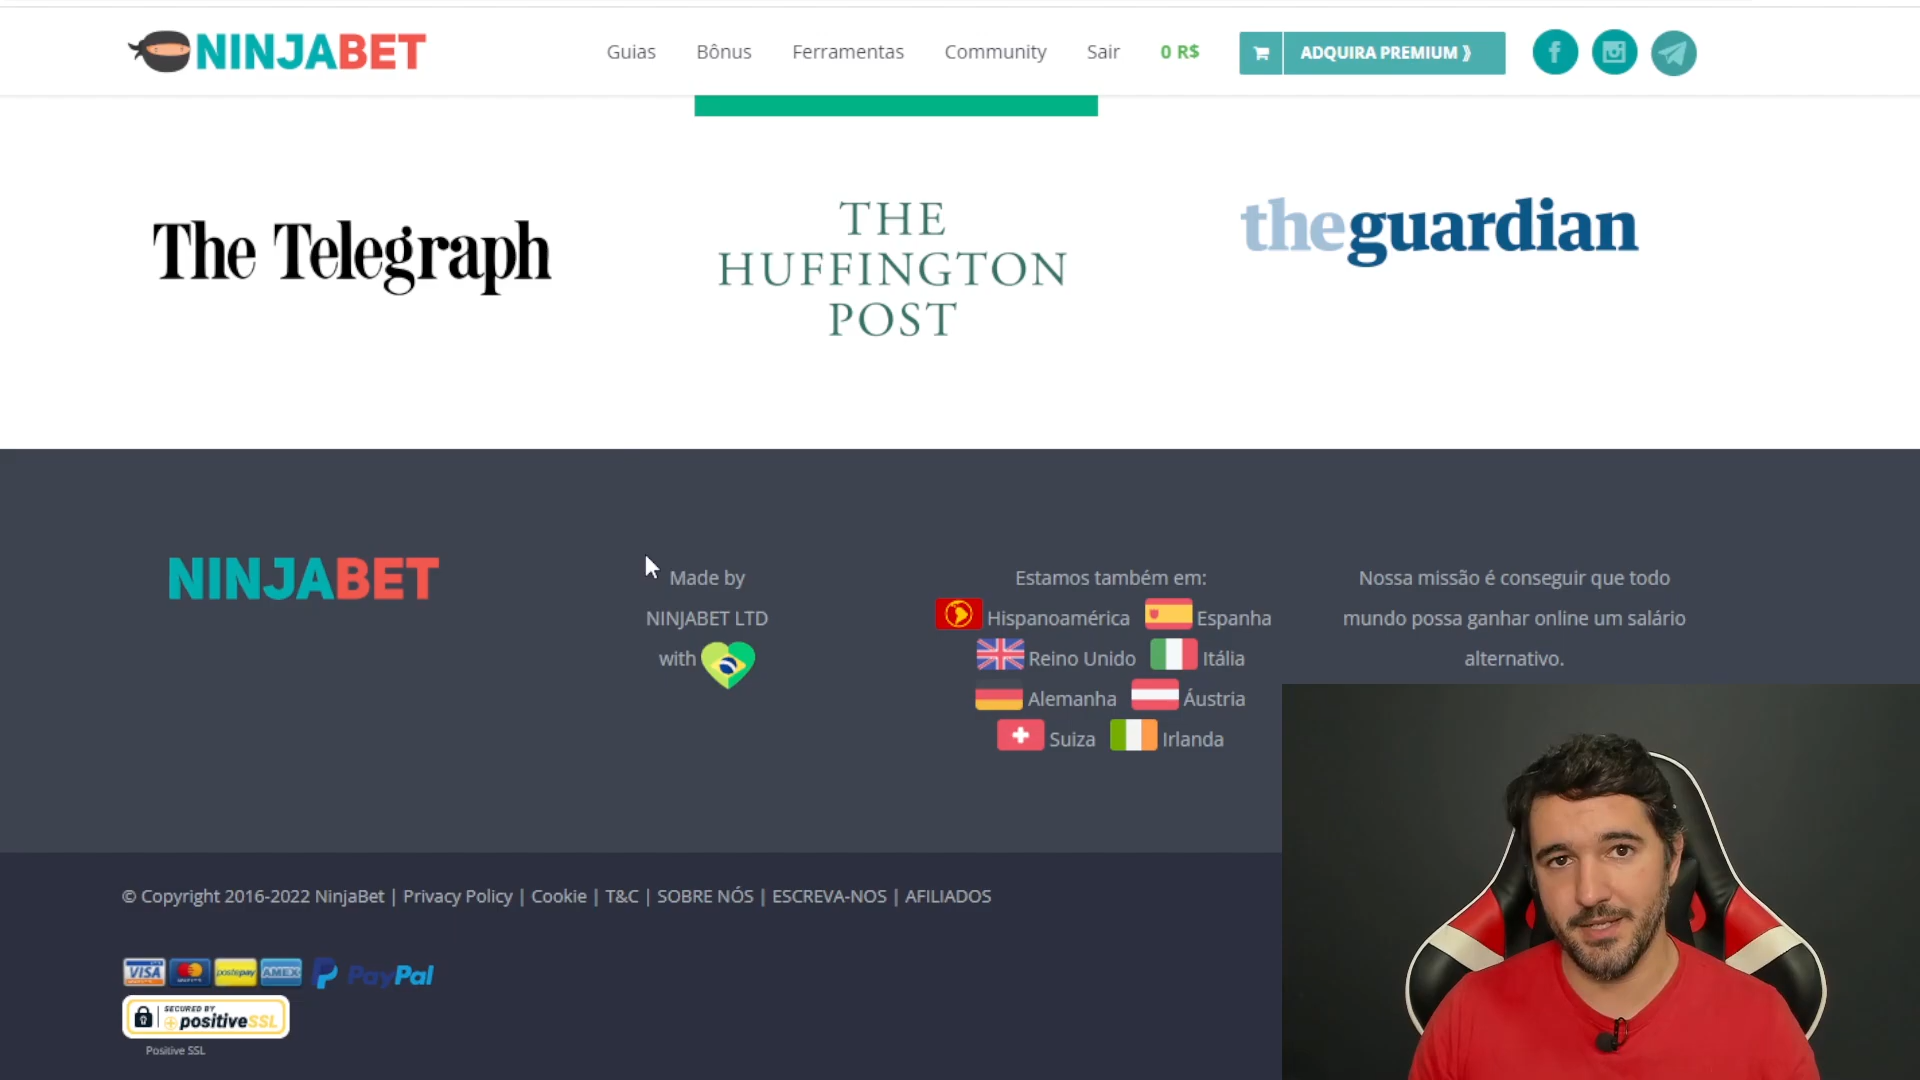 NINJABET
Guias
Bônus
Ferramentas
Community
Sair
0 R$
ADQUIRA PREMIUM ⟫
The Telegraph
THE
HUFFINGTON
POST
theguardian
NINJABET
Made by
NINJABET LTD
with
Estamos também em:
Hispanoamérica Espanha
Reino Unido Itália
Alemanha Áustria
Suiza Irlanda
Nossa missão é conseguir que todo
mundo possa ganhar online um salário
alternativo.
© Copyright 2016-2022 NinjaBet | Privacy Policy | Cookie | T&C | SOBRE NÓS | ESCREVA-NOS | AFILIADOS
VISA
postepay
AMEX
PayPal
SECURED BY
positiveSSL
Positive SSL